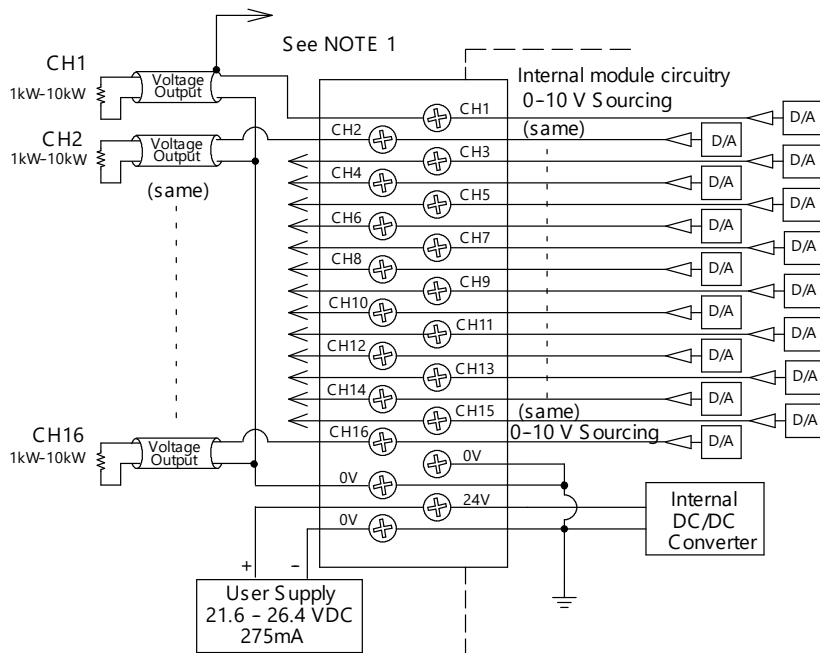 See NOTE 1
CH1
1kW-10kW
Voltage
Output
CH2
1kW-10kW
Voltage
Output
(same)
CH16
1kW-10kW
Voltage
Output
Internal module circuitry
0-10 V Sourcing
(same)
CH1
D/A
CH2
D/A
CH3
D/A
CH4
D/A
CH5
D/A
CH6
D/A
CH7
D/A
CH8
D/A
CH9
D/A
CH10
D/A
CH11
D/A
CH12
D/A
CH13
D/A
CH14
D/A
CH15
D/A
(same)
0-10 V Sourcing
CH16
D/A
0V
0V
24V
0V
Internal
DC/DC
Converter
+ –
User Supply
21.6 – 26.4 VDC
275mA